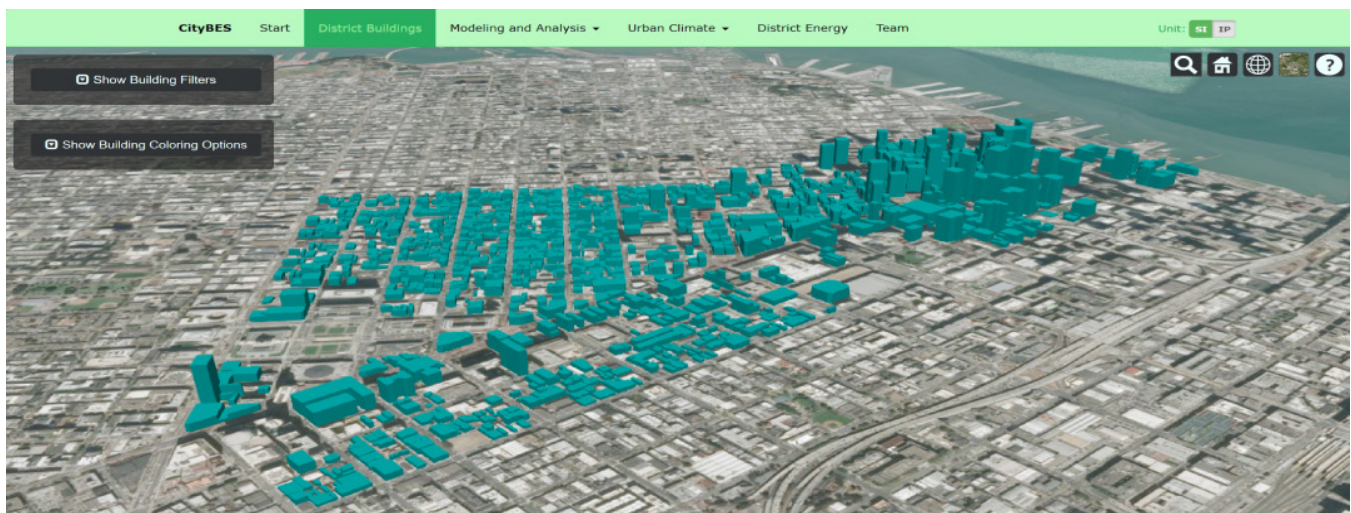 CityBES Start District Buildings Modeling and Analysis Urban Climate District Energy Team Unit: SI IP
Show Building Filters
?
Show Building Coloring Options